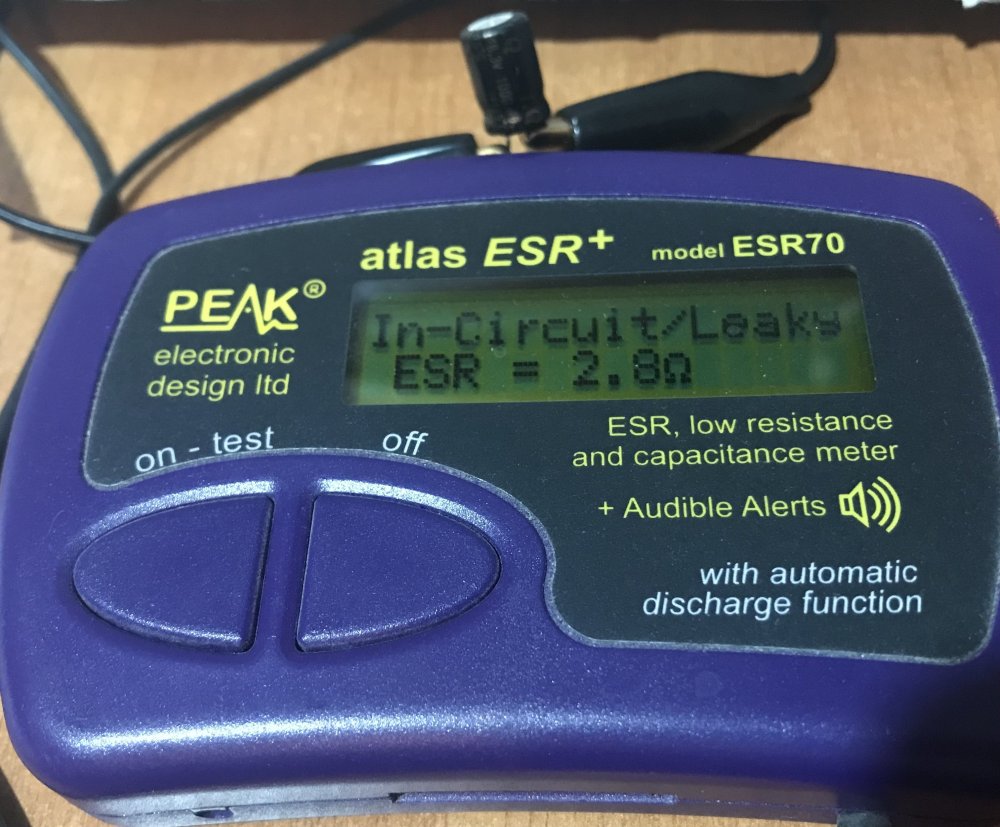 atlas ESR+ model ESR70
PEAK®
electronic
design ltd
In-Circuit/Leaky
ESR = 2.8Ω
on - test
off
ESR, low resistance
and capacitance meter
+ Audible Alerts
with automatic
discharge function